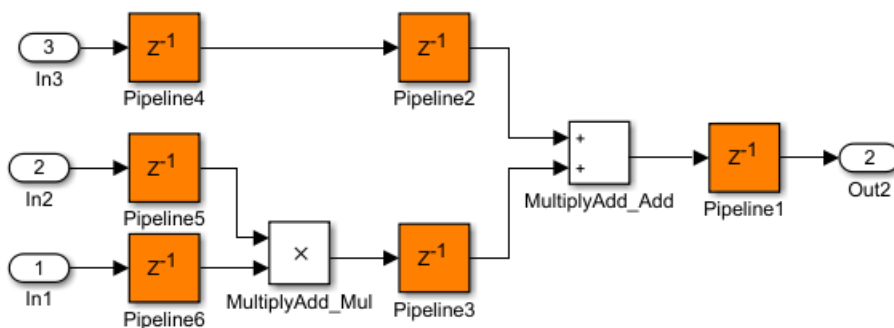 3
In3
Z-1
Pipeline4
Z-1
Pipeline2
2
In2
Z-1
Pipeline5
+
+
MultiplyAdd_Add
Z-1
Pipeline1
2
Out2
1
In1
Z-1
Pipeline6
×
MultiplyAdd_Mul
Z-1
Pipeline3